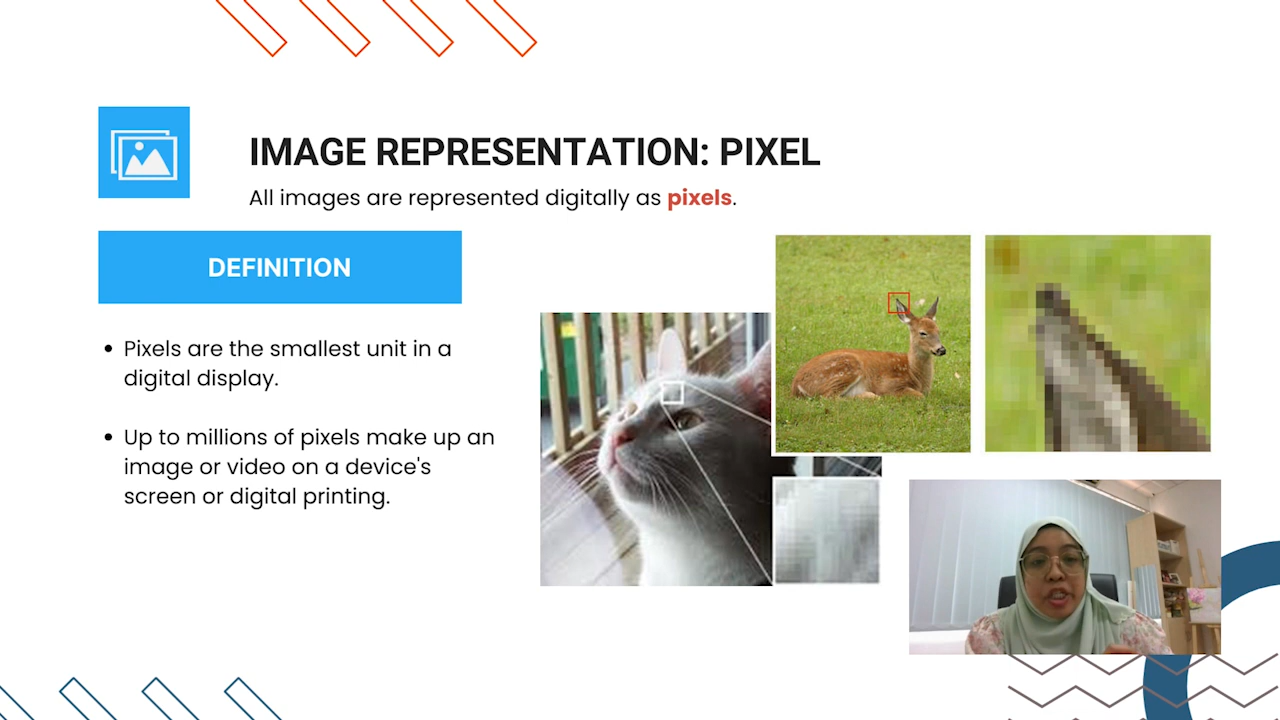 IMAGE REPRESENTATION: PIXEL
All images are represented digitally as pixels.
DEFINITION
• Pixels are the smallest unit in a
digital display.
• Up to millions of pixels make up an
image or video on a device's
screen or digital printing.